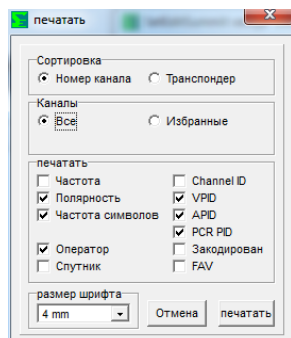 печатать
Сортировка
Номер канала Транспондер
Каналы
Все Избранные
печатать
Частота Channel ID
Полярность VPID
Частота символов APID
PCR PID
Оператор Закодирован
Спутник FAV
размер шрифта
4 mm Отмена печатать